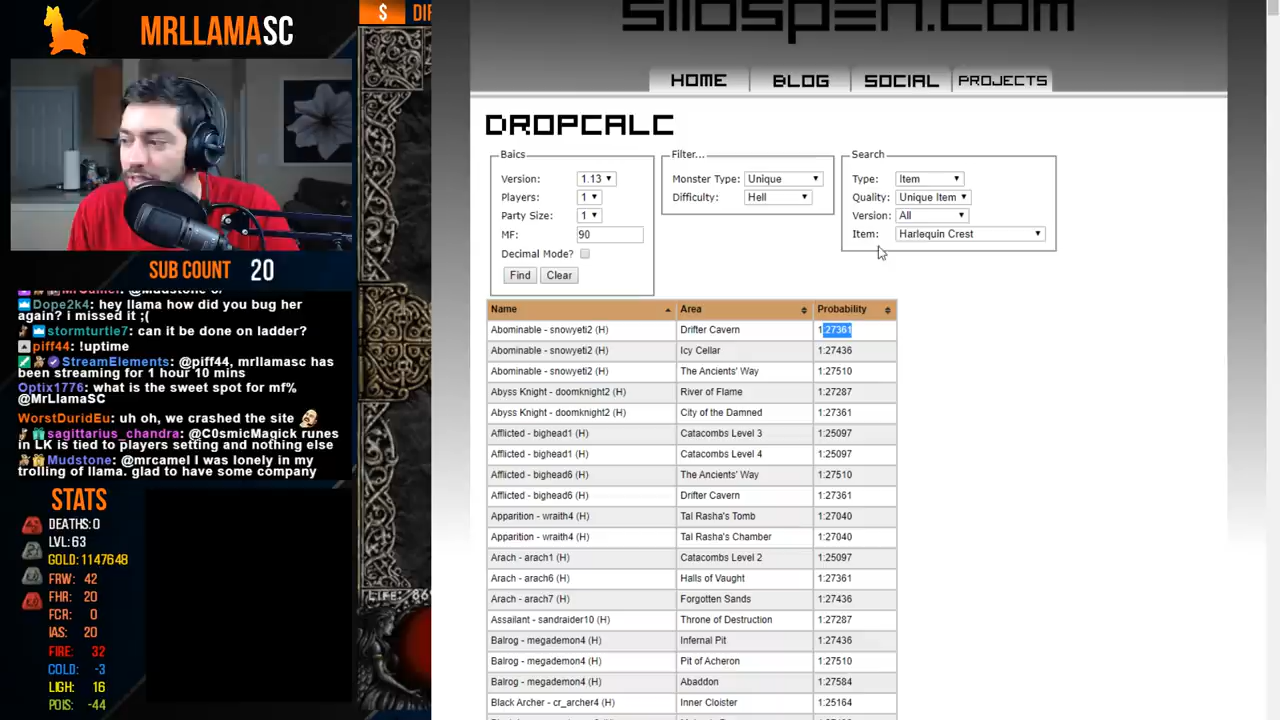 MRLLAMASC
SUB COUNT 20
Dope2k4: hey llama how did you bug her
again? i missed it ;(
stormturtle7: can it be done on ladder?
piff44: !uptime
StreamElements: @piff44, mrllamasc has
been streaming for 1 hour 10 mins
Optix1776: what is the sweet spot for mf%
@MrLlamaSC
WorstDuridEu: uh oh, we crashed the site
sagittarius_chandra: @C0smicMagick runes
in LK is tied to players setting and nothing else
Mudstone: @mrcamel I was lonely in my
trolling of llama. glad to have some company
STATS
DEATHS: 0
LVL: 63
GOLD: 1147648
FRW: 42
FHR: 20
FCR: 0
IAS: 20
FIRE: 32
COLD: -3
LIGH: 16
POIS: -44
$
silospen.com
HOME BLOG SOCIAL PROJECTS
DROPCALC
Baics
Version: 1.13
Players: 1
Party Size: 1
MF: 90
Decimal Mode?
Find Clear
Filter...
Monster Type: Unique
Difficulty: Hell
Search
Type: Item
Quality: Unique Item
Version: All
Item: Harlequin Crest
Name Area Probability
Abominable - snowyeti2 (H) Drifter Cavern 1:27361
Abominable - snowyeti2 (H) Icy Cellar 1:27436
Abominable - snowyeti2 (H) The Ancients' Way 1:27510
Abyss Knight - doomknight2 (H) River of Flame 1:27287
Abyss Knight - doomknight2 (H) City of the Damned 1:27361
Afflicted - bighead1 (H) Catacombs Level 3 1:25097
Afflicted - bighead1 (H) Catacombs Level 4 1:25097
Afflicted - bighead6 (H) The Ancients' Way 1:27510
Afflicted - bighead6 (H) Drifter Cavern 1:27361
Apparition - wraith4 (H) Tal Rasha's Tomb 1:27040
Apparition - wraith4 (H) Tal Rasha's Chamber 1:27040
Arach - arach1 (H) Catacombs Level 2 1:25097
Arach - arach6 (H) Halls of Vaught 1:27361
Arach - arach7 (H) Forgotten Sands 1:27436
Assailant - sandraider10 (H) Throne of Destruction 1:27287
Balrog - megademon4 (H) Infernal Pit 1:27436
Balrog - megademon4 (H) Pit of Acheron 1:27510
Balrog - megademon4 (H) Abaddon 1:27584
Black Archer - cr_archer4 (H) Inner Cloister 1:25164